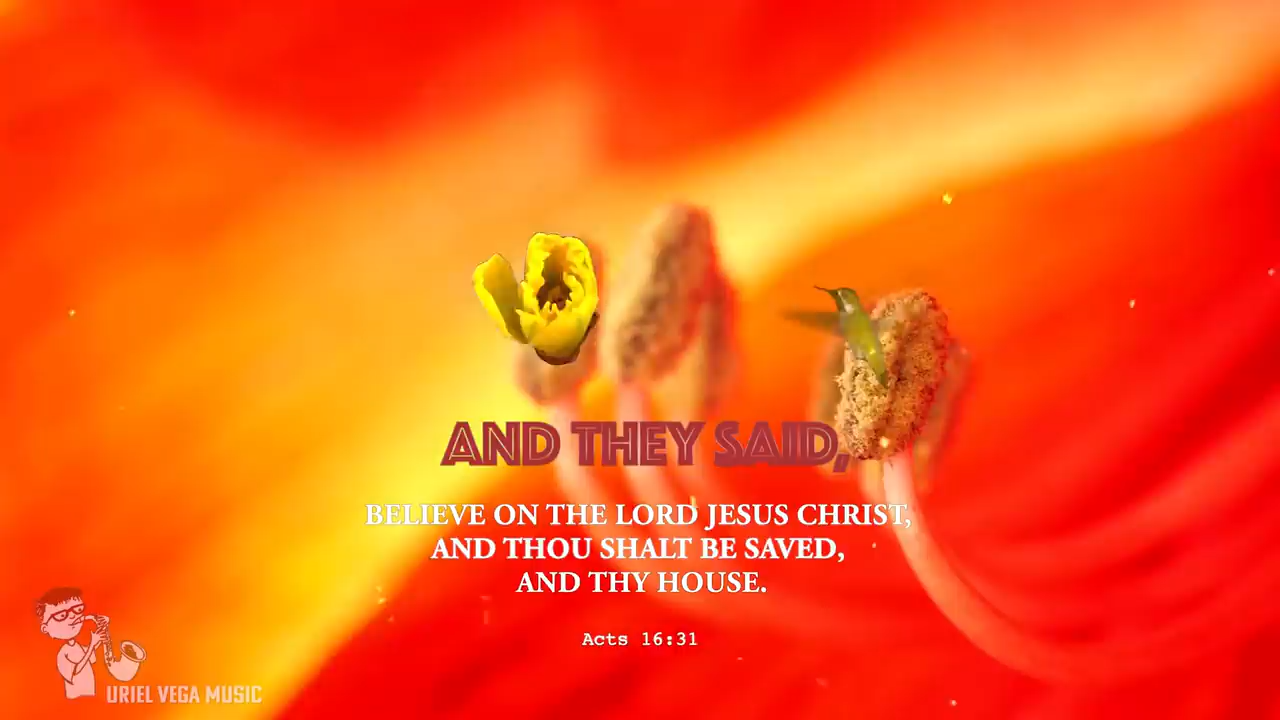 AND THEY SAID,
BELIEVE ON THE LORD JESUS CHRIST,
AND THOU SHALT BE SAVED,
AND THY HOUSE.
Acts 16:31
URIEL VEGA MUSIC